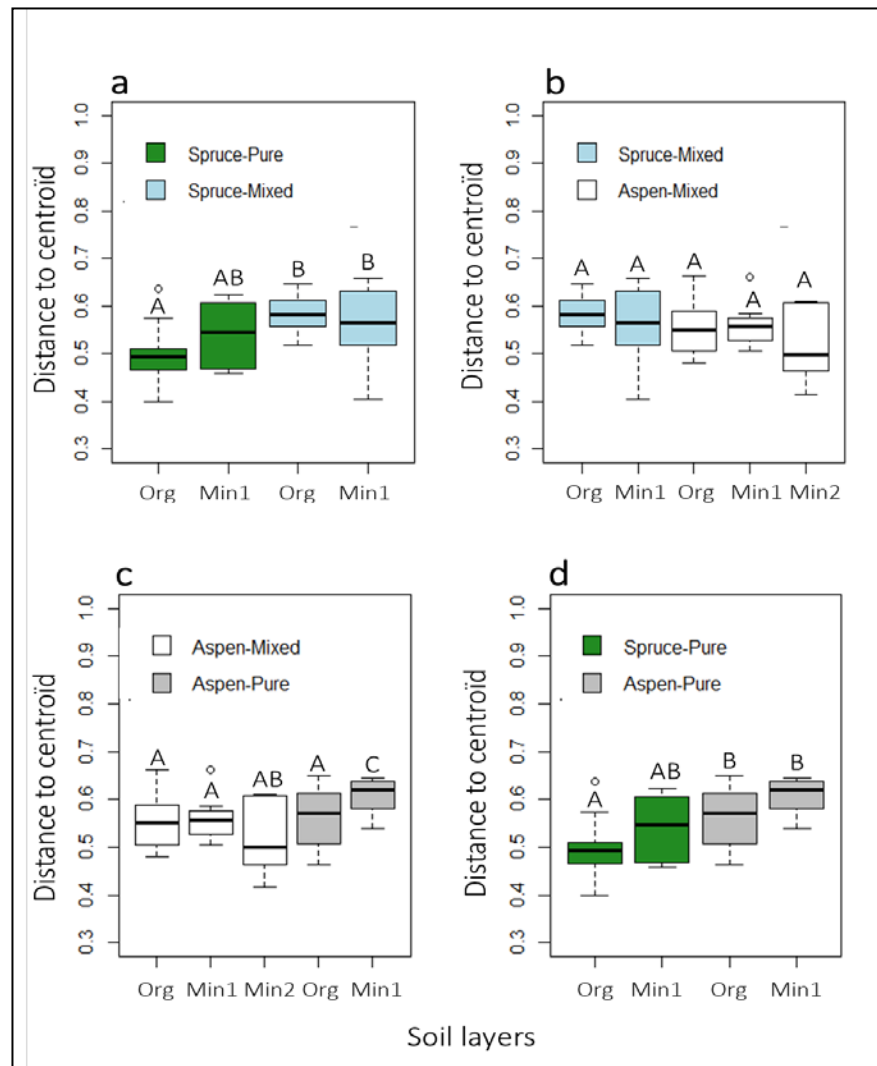 a
Distance to centroïd
0.3 0.4 0.5 0.6 0.7 0.8 0.9 1.0
Spruce-Pure
Spruce-Mixed
A AB B B
Org Min1 Org Min1
b
Distance to centroïd
0.3 0.4 0.5 0.6 0.7 0.8 0.9 1.0
Spruce-Mixed
Aspen-Mixed
A A A A A
Org Min1 Org Min1 Min2
c
Distance to centroïd
0.3 0.4 0.5 0.6 0.7 0.8 0.9 1.0
Aspen-Mixed
Aspen-Pure
A A AB A C
Org Min1 Min2 Org Min1
d
Distance to centroïd
0.3 0.4 0.5 0.6 0.7 0.8 0.9 1.0
Spruce-Pure
Aspen-Pure
A AB B B
Org Min1 Org Min1
Soil layers